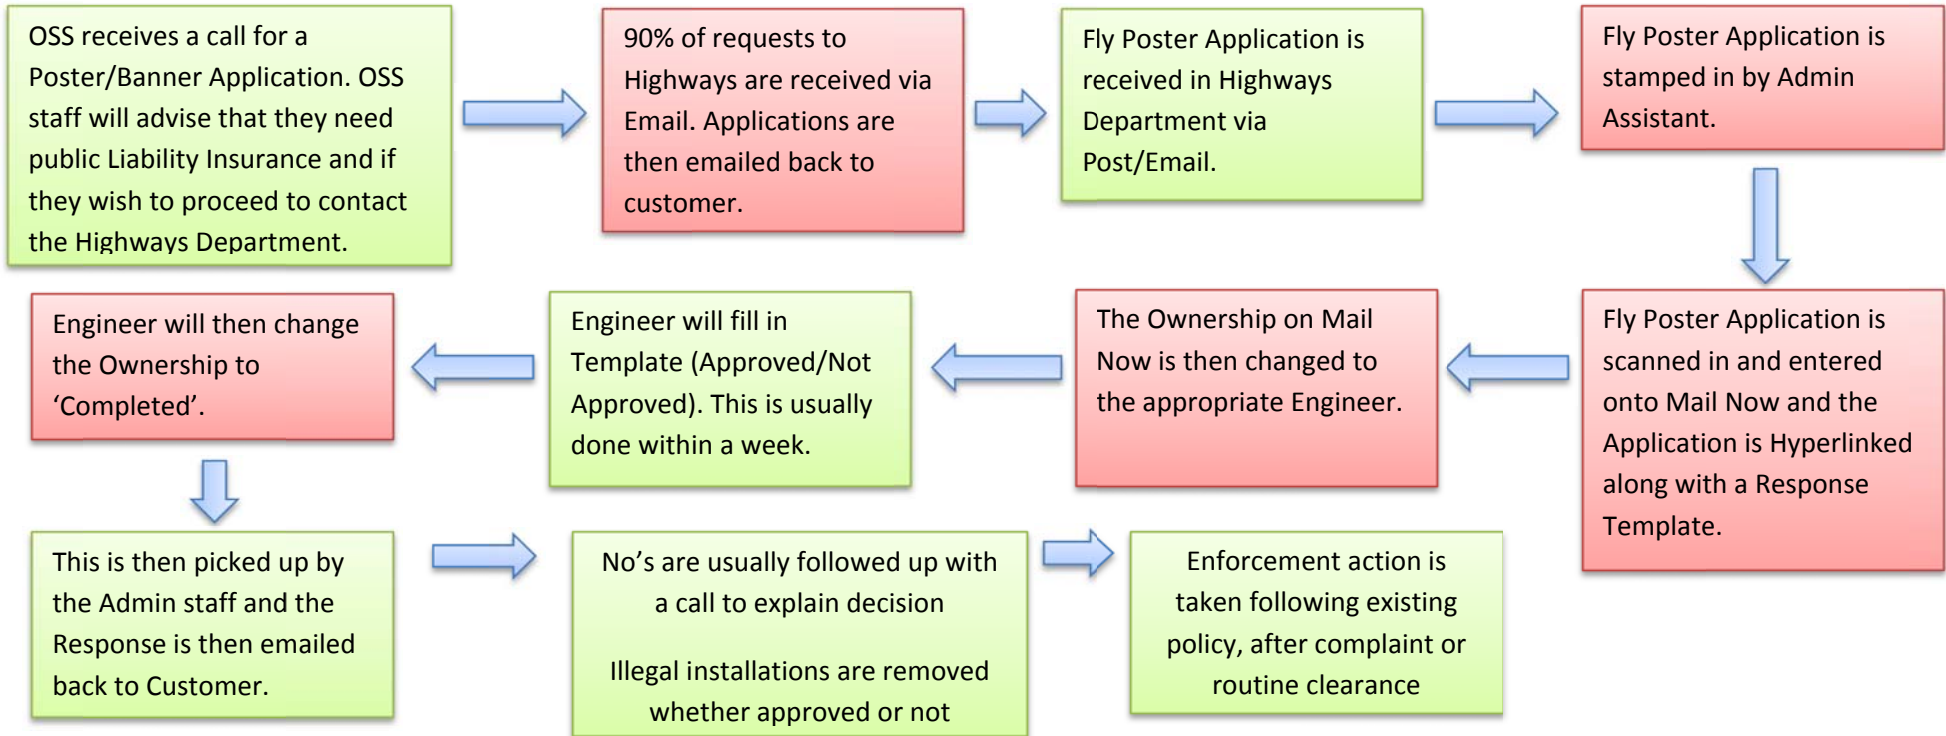 OSS receives a call for a
Poster/Banner Application. OSS
staff will advise that they need
public Liability Insurance and if
they wish to proceed to contact
the Highways Department.
90% of requests to
Highways are received via
Email. Applications are
then emailed back to
customer.
Fly Poster Application is
received in Highways
Department via
Post/Email.
Fly Poster Application is
stamped in by Admin
Assistant.
Fly Poster Application is
scanned in and entered
onto Mail Now and the
Application is Hyperlinked
along with a Response
Template.
The Ownership on Mail
Now is then changed to
the appropriate Engineer.
Engineer will fill in
Template (Approved/Not
Approved). This is usually
done within a week.
Engineer will then change
the Ownership to
‘Completed’.
This is then picked up by
the Admin staff and the
Response is then emailed
back to Customer.
No’s are usually followed up with
a call to explain decision
Illegal installations are removed
whether approved or not
Enforcement action is
taken following existing
policy, after complaint or
routine clearance